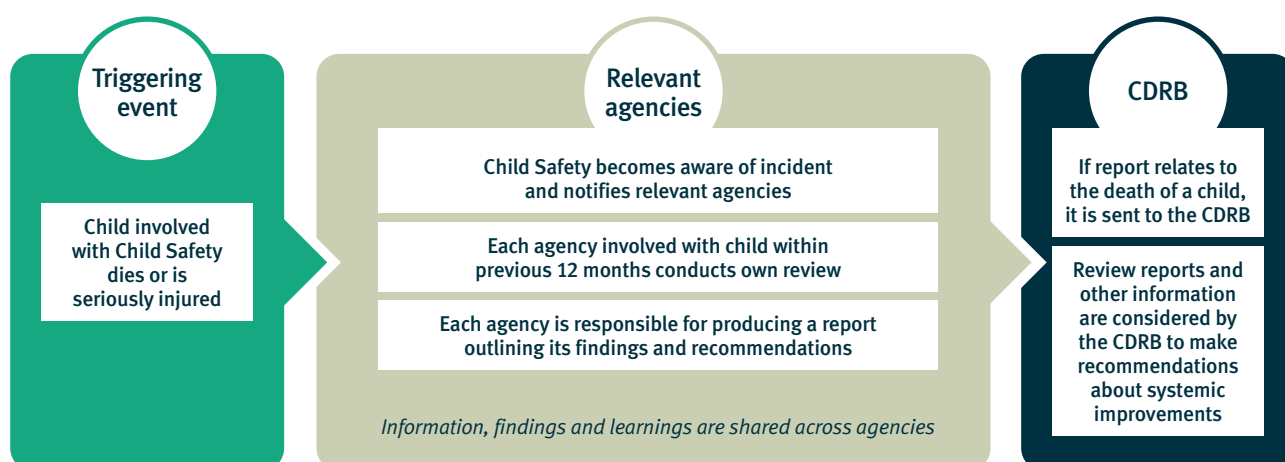 Triggering
event
Child involved
with Child Safety
dies or is
seriously injured
Relevant
agencies
Child Safety becomes aware of incident
and notifies relevant agencies
Each agency involved with child within
previous 12 months conducts own review
Each agency is responsible for producing a report
outlining its findings and recommendations
Information, findings and learnings are shared across agencies
CDRB
If report relates to
the death of a child,
it is sent to the CDRB
Review reports and
other information
are considered by
the CDRB to make
recommendations
about systemic
improvements